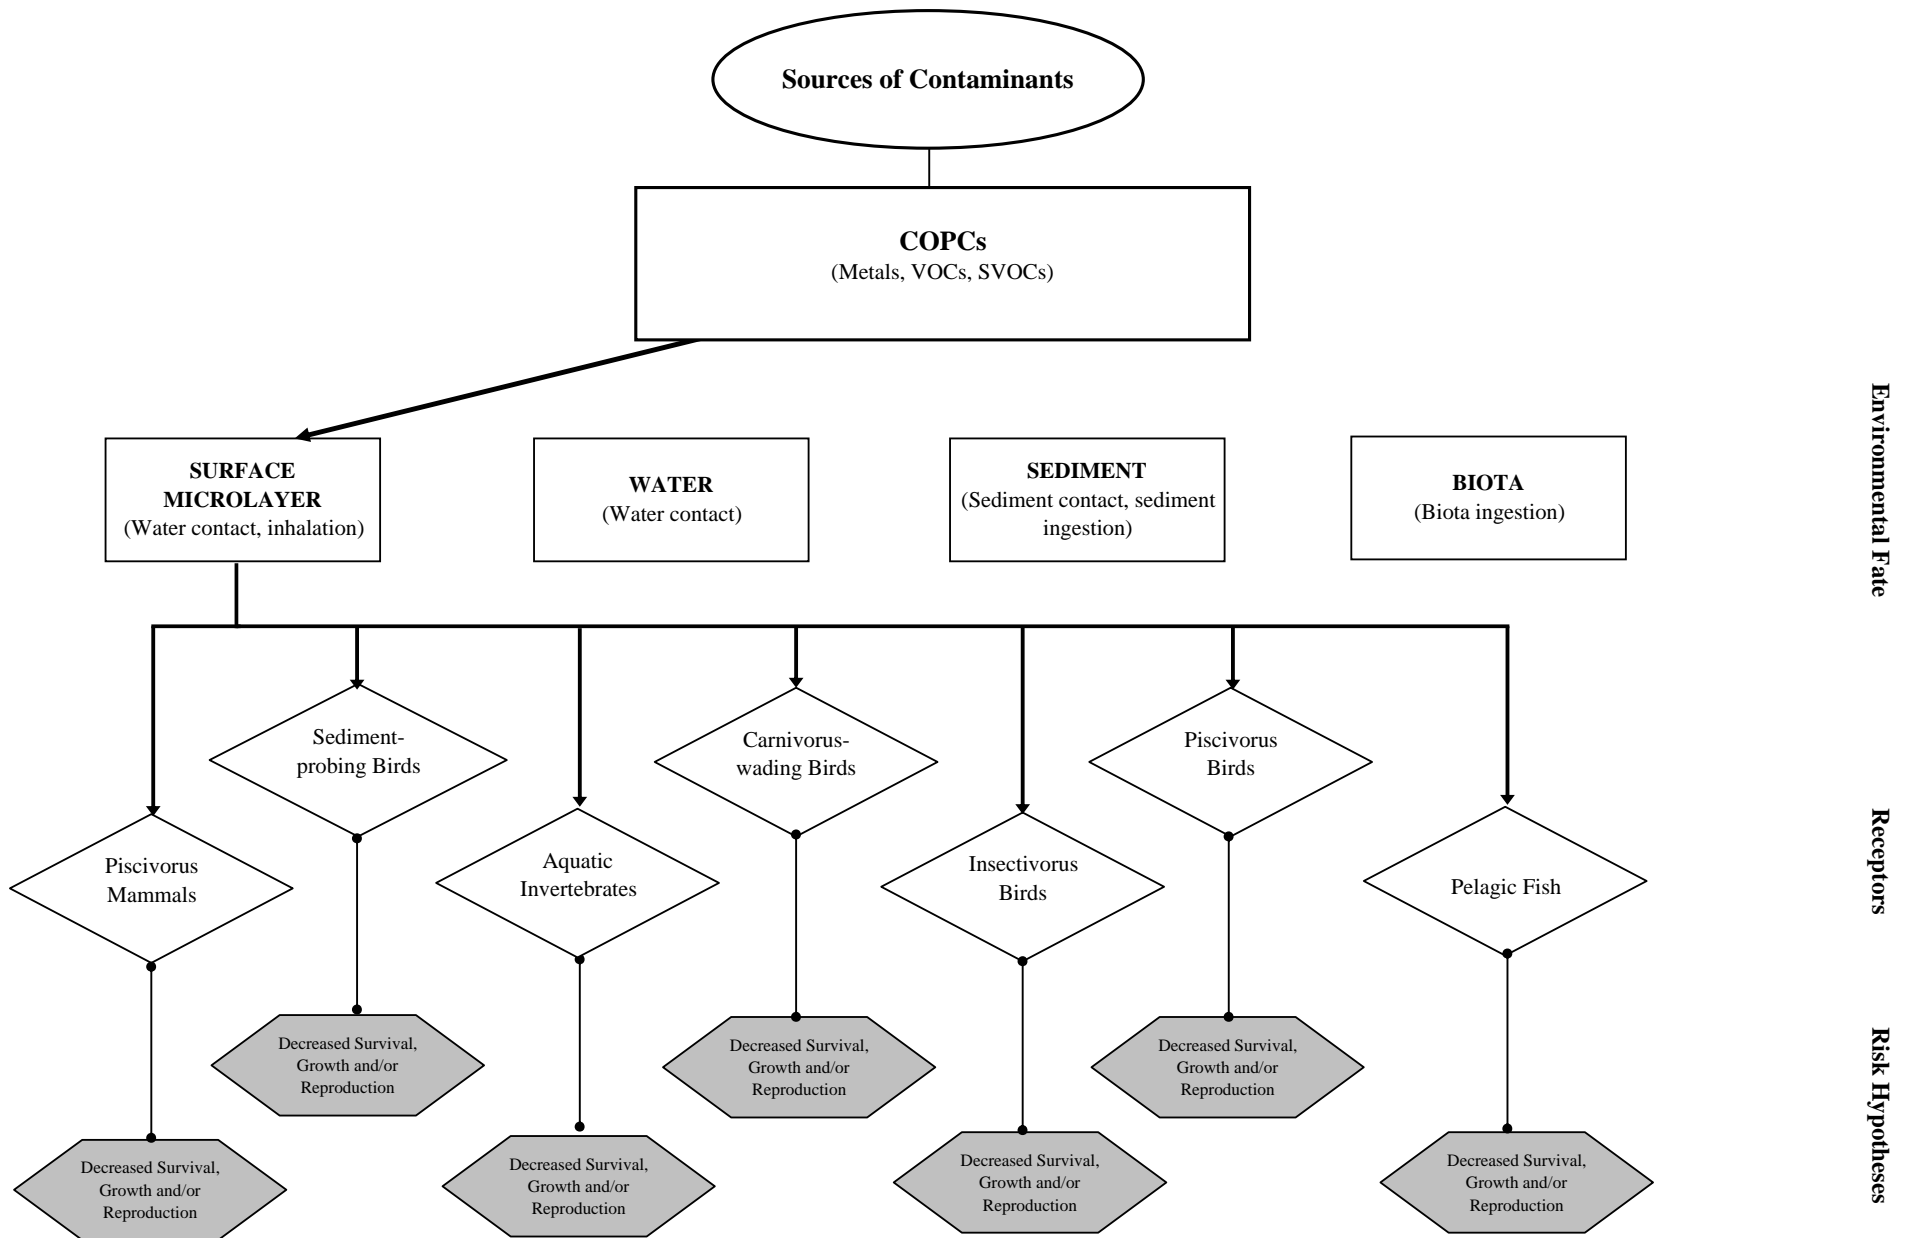 Sources of Contaminants
COPCs
(Metals, VOCs, SVOCs)
SURFACE
MICROLAYER
(Water contact, inhalation)
WATER
(Water contact)
SEDIMENT
(Sediment contact, sediment
ingestion)
BIOTA
(Biota ingestion)
Environmental Fate
Sediment-
probing Birds
Carnivorus-
wading Birds
Piscivorus
Birds
Piscivorus
Mammals
Aquatic
Invertebrates
Insectivorus
Birds
Pelagic Fish
Receptors
Decreased Survival,
Growth and/or
Reproduction
Decreased Survival,
Growth and/or
Reproduction
Decreased Survival,
Growth and/or
Reproduction
Decreased Survival,
Growth and/or
Reproduction
Decreased Survival,
Growth and/or
Reproduction
Decreased Survival,
Growth and/or
Reproduction
Decreased Survival,
Growth and/or
Reproduction
Risk Hypotheses